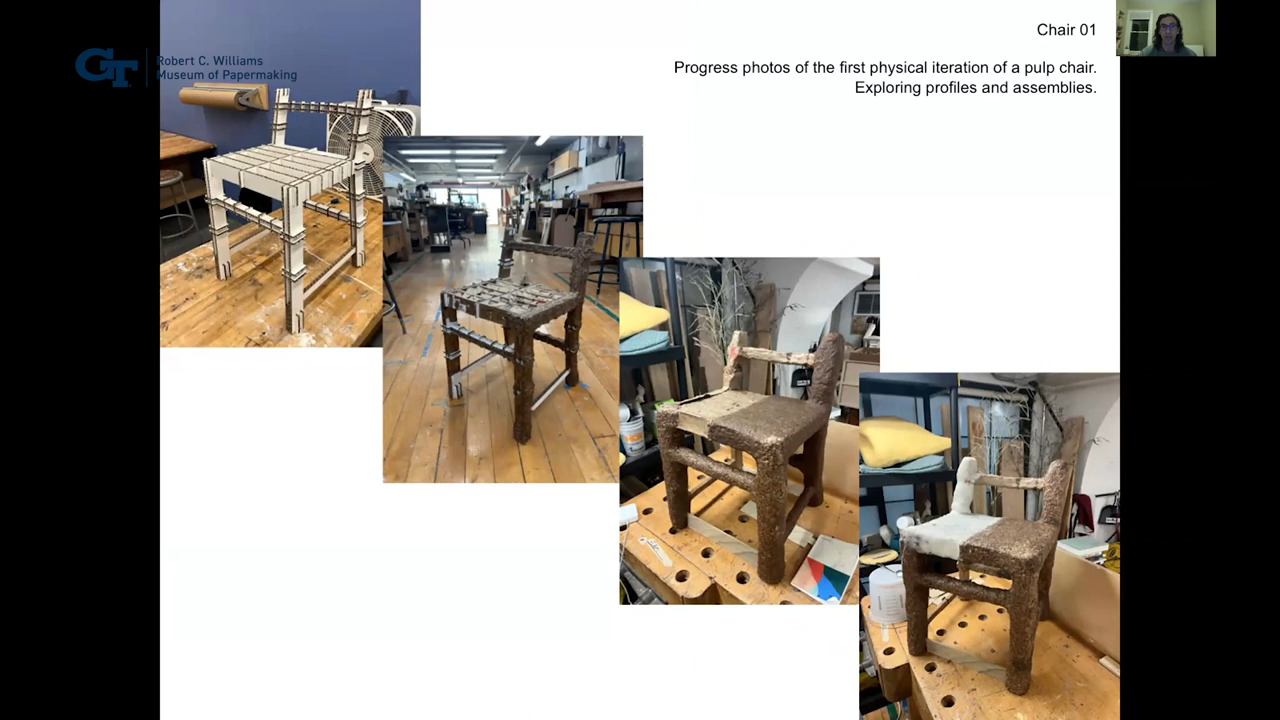 Chair 01
GT
Robert C. Williams
Museum of Papermaking
Progress photos of the first physical iteration of a pulp chair.
Exploring profiles and assemblies.